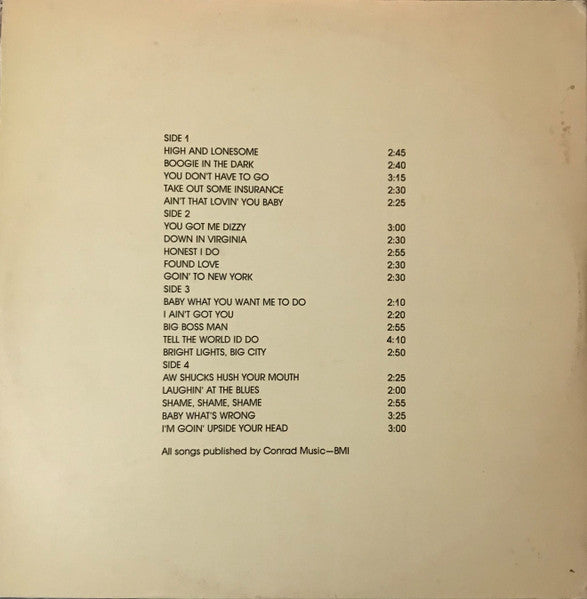 SIDE 1
HIGH AND LONESOME 2:45
BOOGIE IN THE DARK 2:40
YOU DON'T HAVE TO GO 3:15
TAKE OUT SOME INSURANCE 2:30
AIN'T THAT LOVIN' YOU BABY 2:25
SIDE 2
YOU GOT ME DIZZY 3:00
DOWN IN VIRGINIA 2:30
HONEST I DO 2:55
FOUND LOVE 2:30
GOIN' TO NEW YORK 2:30
SIDE 3
BABY WHAT YOU WANT ME TO DO 2:10
I AIN'T GOT YOU 2:20
BIG BOSS MAN 2:55
TELL THE WORLD ID DO 4:10
BRIGHT LIGHTS, BIG CITY 2:50
SIDE 4
AW SHUCKS HUSH YOUR MOUTH 2:25
LAUGHIN' AT THE BLUES 2:00
SHAME, SHAME, SHAME 2:55
BABY WHAT'S WRONG 3:25
I'M GOIN' UPSIDE YOUR HEAD 3:00
All songs published by Conrad Music—BMI